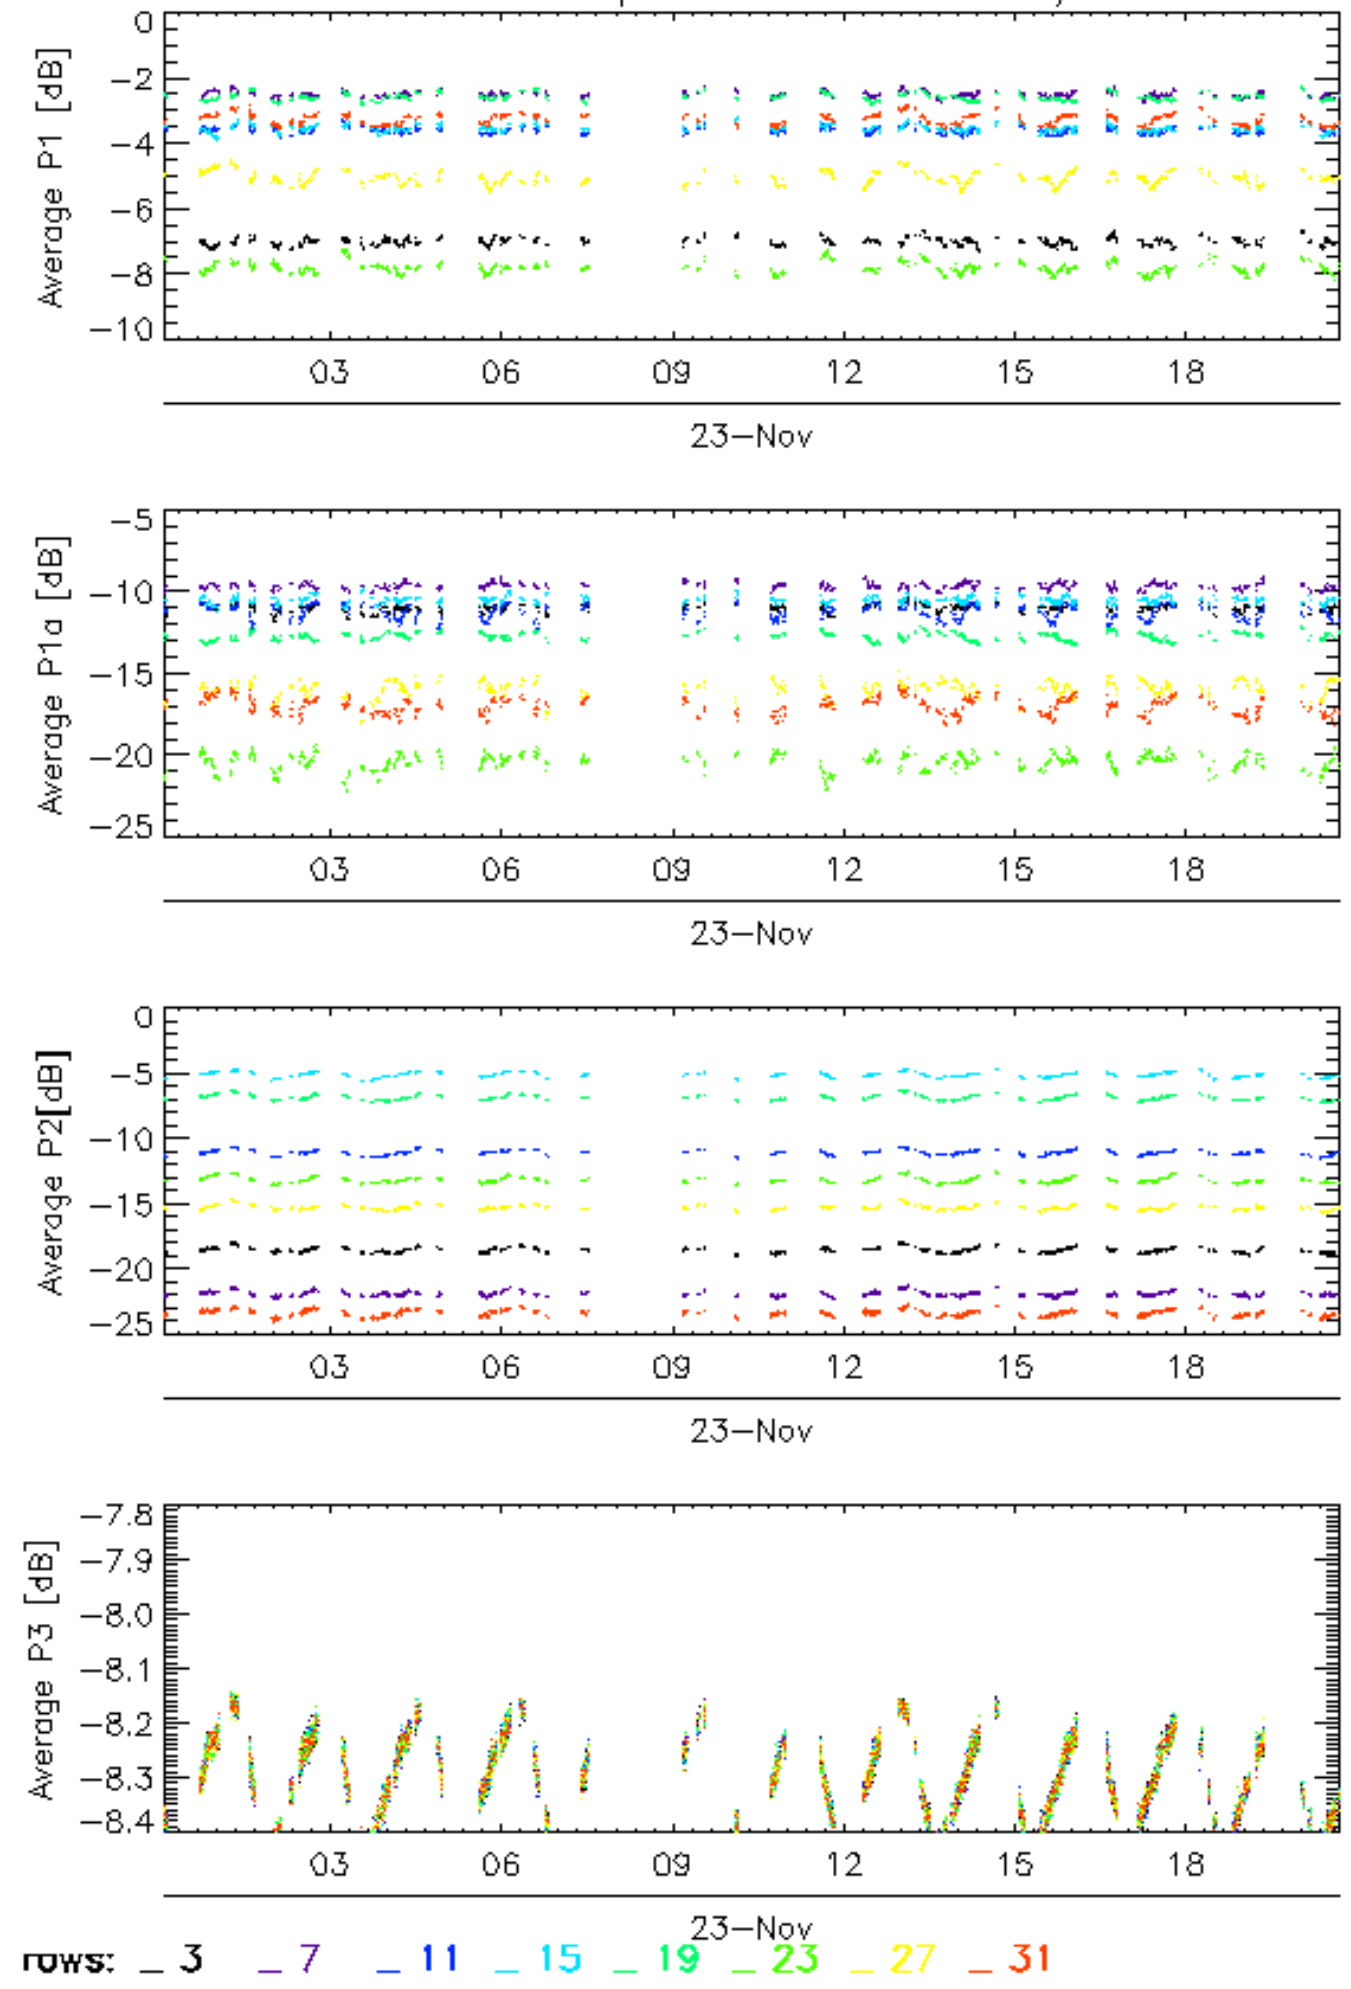 0
−2
−4
−6
−8
−10
Average P1 [dB]
03 06 09 12 15 18
23−Nov
−5
−10
−15
−20
−25
Average P1a [dB]
03 06 09 12 15 18
23−Nov
0
−5
−10
−15
−20
−25
Average P2[dB]
03 06 09 12 15 18
23−Nov
−7.8
−7.9
−8.0
−8.1
−8.2
−8.3
−8.4
Average P3 [dB]
03 06 09 12 15 18
23−Nov
rows: _ 3 _ 7 _ 11 _ 15 _ 19 _ 23 _ 27 _ 31